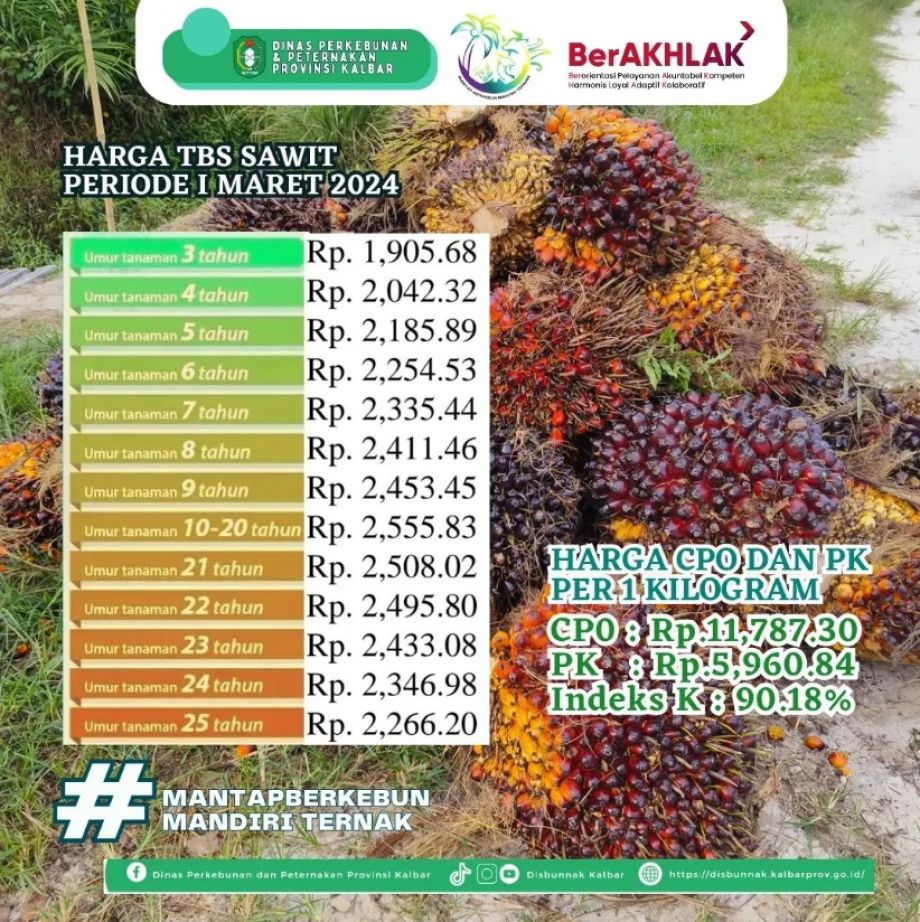 DINAS PERKEBUNAN
& PETERNAKAN
PROVINSI KALBAR
BerAKHLAK
Berorientasi Pelayanan Akuntabel Kompeten
Harmonis Loyal Adaptif Kolaboratif
HARGA TBS SAWIT
PERIODE I MARET 2024
Umur tanaman 3 tahun Rp. 1,905.68
Umur tanaman 4 tahun Rp. 2,042.32
Umur tanaman 5 tahun Rp. 2,185.89
Umur tanaman 6 tahun Rp. 2,254.53
Umur tanaman 7 tahun Rp. 2,335.44
Umur tanaman 8 tahun Rp. 2,411.46
Umur tanaman 9 tahun Rp. 2,453.45
Umur tanaman 10-20 tahun Rp. 2,555.83
Umur tanaman 21 tahun Rp. 2,508.02
Umur tanaman 22 tahun Rp. 2,495.80
Umur tanaman 23 tahun Rp. 2,433.08
Umur tanaman 24 tahun Rp. 2,346.98
Umur tanaman 25 tahun Rp. 2,266.20
HARGA CPO DAN PK
PER 1 KILOGRAM
CPO : Rp.11,787.30
PK : Rp.5,960.84
Indeks K : 90.18%
#MANTAPBERKEBUN
MANDIRI TERNAK
Dinas Perkebunan dan Peternakan Provinsi Kalbar
Disbunnak Kalbar
https://disbunnak.kalbarprov.go.id/